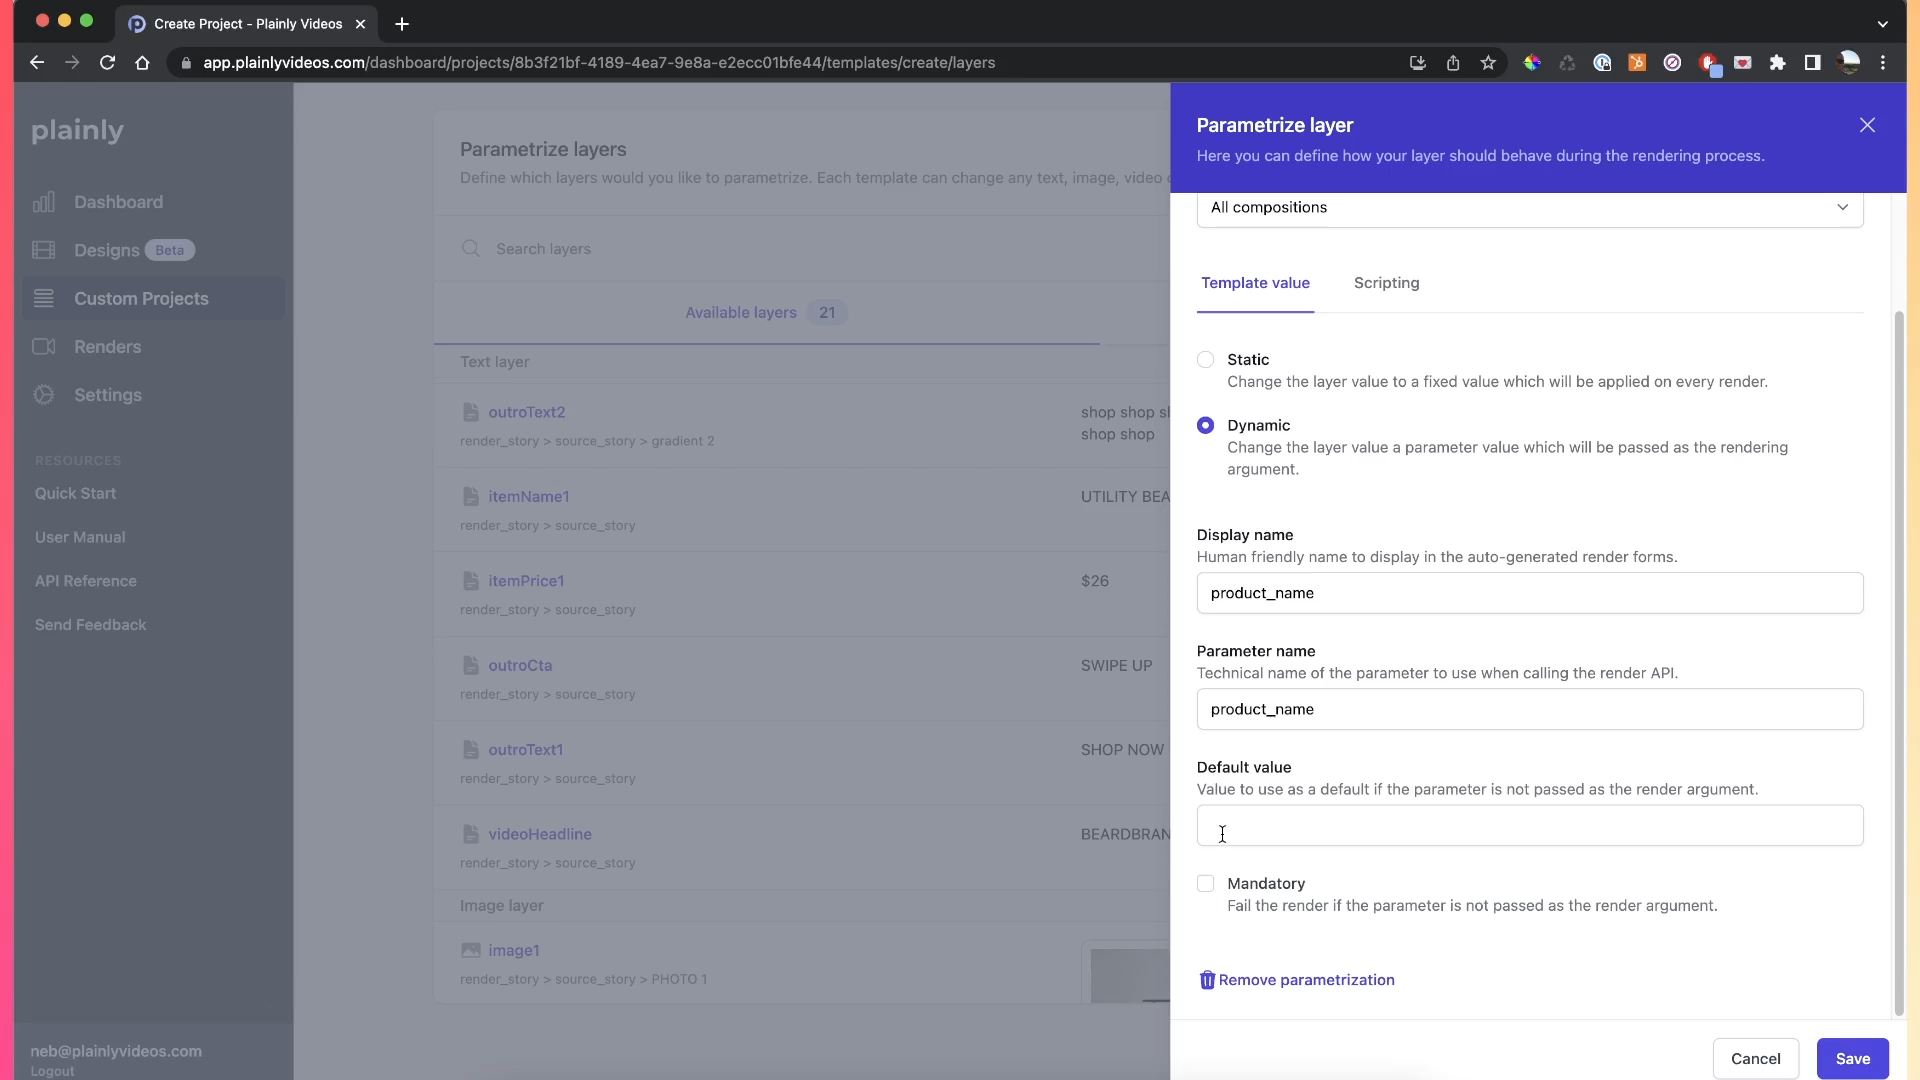 Create Project - Plainly Videos
app.plainlyvideos.com/dashboard/projects/8b3f21bf-4189-4ea7-9e8a-e2ecc01bfe44/templates/create/layers
plainly
Dashboard
Designs Beta
Custom Projects
Renders
Settings
RESOURCES
Quick Start
User Manual
API Reference
Send Feedback
neb@plainlyvideos.com
Logout
Parametrize layers
Define which layers would you like to parametrize. Each template can change any text, image, video
Search layers
Available layers 21
Text layer
outroText2
render_story > source_story > gradient 2
shop shop sh
shop shop
itemName1
render_story > source_story
UTILITY BEA
itemPrice1
render_story > source_story
$26
outroCta
render_story > source_story
SWIPE UP
outroText1
render_story > source_story
SHOP NOW
videoHeadline
render_story > source_story
BEARDBRAN
Image layer
image1
render_story > source_story > PHOTO 1
Parametrize layer
Here you can define how your layer should behave during the rendering process.
All compositions
Template value
Scripting
Static
Change the layer value to a fixed value which will be applied on every render.
Dynamic
Change the layer value a parameter value which will be passed as the rendering
argument.
Display name
Human friendly name to display in the auto-generated render forms.
product_name
Parameter name
Technical name of the parameter to use when calling the render API.
product_name
Default value
Value to use as a default if the parameter is not passed as the render argument.
Mandatory
Fail the render if the parameter is not passed as the render argument.
Remove parametrization
Cancel
Save